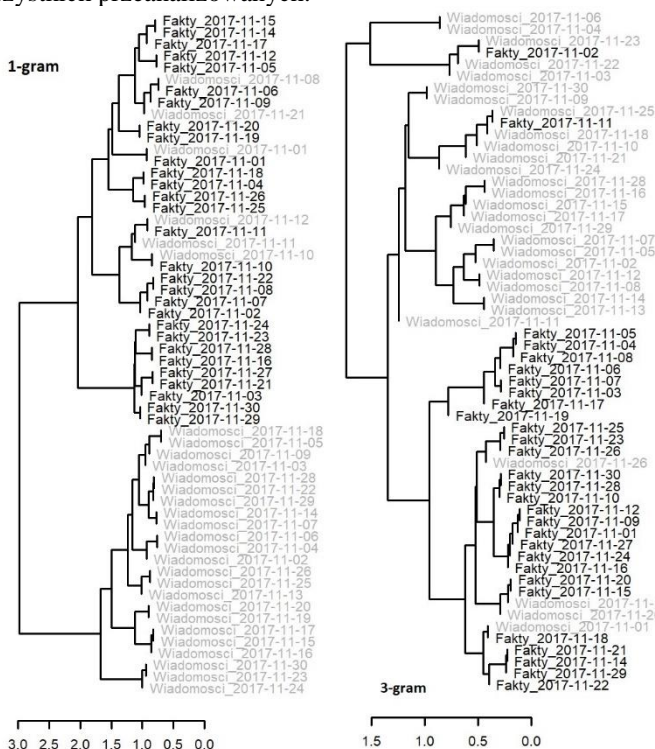 1-gram
Fakty_2017-11-15
Fakty_2017-11-14
Fakty_2017-11-17
Fakty_2017-11-12
Fakty_2017-11-05
Wiadomosci_2017-11-08
Fakty_2017-11-06
Fakty_2017-11-09
Wiadomosci_2017-11-21
Fakty_2017-11-20
Fakty_2017-11-19
Wiadomosci_2017-11-01
Fakty_2017-11-01
Fakty_2017-11-18
Fakty_2017-11-04
Fakty_2017-11-26
Fakty_2017-11-25
Wiadomosci_2017-11-12
Fakty_2017-11-11
Wiadomosci_2017-11-11
Wiadomosci_2017-11-10
Fakty_2017-11-10
Fakty_2017-11-22
Fakty_2017-11-08
Fakty_2017-11-07
Fakty_2017-11-02
Fakty_2017-11-24
Fakty_2017-11-23
Fakty_2017-11-28
Fakty_2017-11-16
Fakty_2017-11-27
Fakty_2017-11-21
Fakty_2017-11-03
Fakty_2017-11-30
Fakty_2017-11-29
Wiadomosci_2017-11-18
Wiadomosci_2017-11-05
Wiadomosci_2017-11-09
Wiadomosci_2017-11-03
Wiadomosci_2017-11-28
Wiadomosci_2017-11-22
Wiadomosci_2017-11-29
Wiadomosci_2017-11-14
Wiadomosci_2017-11-07
Wiadomosci_2017-11-06
Wiadomosci_2017-11-04
Wiadomosci_2017-11-02
Wiadomosci_2017-11-26
Wiadomosci_2017-11-25
Wiadomosci_2017-11-13
Wiadomosci_2017-11-20
Wiadomosci_2017-11-19
Wiadomosci_2017-11-17
Wiadomosci_2017-11-15
Wiadomosci_2017-11-16
Wiadomosci_2017-11-30
Wiadomosci_2017-11-23
Wiadomosci_2017-11-24
3.0 2.5 2.0 1.5 1.0 0.5 0.0
Wiadomosci_2017-11-06
Wiadomosci_2017-11-04
Wiadomosci_2017-11-23
Fakty_2017-11-02
Wiadomosci_2017-11-22
Wiadomosci_2017-11-03
Wiadomosci_2017-11-30
Wiadomosci_2017-11-09
Wiadomosci_2017-11-25
Fakty_2017-11-11
Wiadomosci_2017-11-18
Wiadomosci_2017-11-10
Wiadomosci_2017-11-21
Wiadomosci_2017-11-24
Wiadomosci_2017-11-28
Wiadomosci_2017-11-16
Wiadomosci_2017-11-15
Wiadomosci_2017-11-17
Wiadomosci_2017-11-29
Wiadomosci_2017-11-07
Wiadomosci_2017-11-05
Wiadomosci_2017-11-02
Wiadomosci_2017-11-12
Wiadomosci_2017-11-08
Wiadomosci_2017-11-14
Wiadomosci_2017-11-13
Wiadomosci_2017-11-11
Fakty_2017-11-05
Fakty_2017-11-04
Fakty_2017-11-08
Fakty_2017-11-06
Fakty_2017-11-07
Fakty_2017-11-03
Fakty_2017-11-17
Fakty_2017-11-19
Fakty_2017-11-25
Fakty_2017-11-23
Fakty_2017-11-26
Wiadomosci_2017-11-26
Fakty_2017-11-30
Fakty_2017-11-28
Fakty_2017-11-10
Fakty_2017-11-12
Fakty_2017-11-09
Fakty_2017-11-01
Fakty_2017-11-27
Fakty_2017-11-24
Fakty_2017-11-16
Fakty_2017-11-20
Fakty_2017-11-15
Wiadomosci_2017-11-
Wiadomosci_2017-11-2
Wiadomosci_2017-11-01
Fakty_2017-11-18
Fakty_2017-11-21
Fakty_2017-11-14
Fakty_2017-11-29
Fakty_2017-11-22
3-gram
1.5 1.0 0.5 0.0